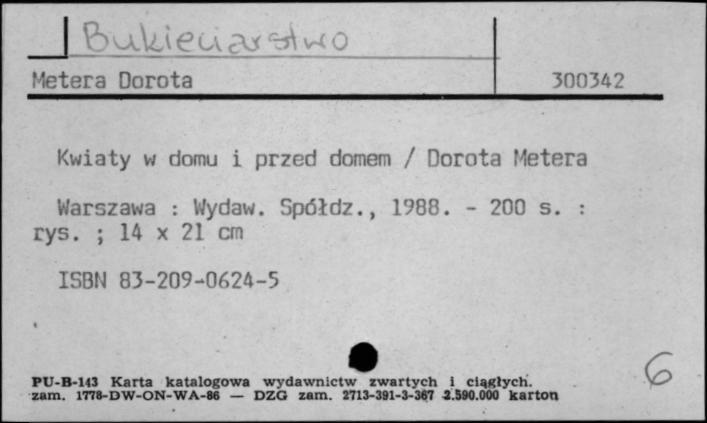 Bukieciarstwo
Metera Dorota 300342
Kwiaty w domu i przed domem / Dorota Metera
Warszawa : Wydaw. Spółdz., 1988. - 200 s. :
rys. ; 14 x 21 cm
ISBN 83-209-0624-5
6
PU-B-143 Karta katalogowa wydawnictw zwartych i ciągłych.
zam. 1778-DW-ON-WA-86 — DZG zam. 2713-391-3-367 2.590.000 karton